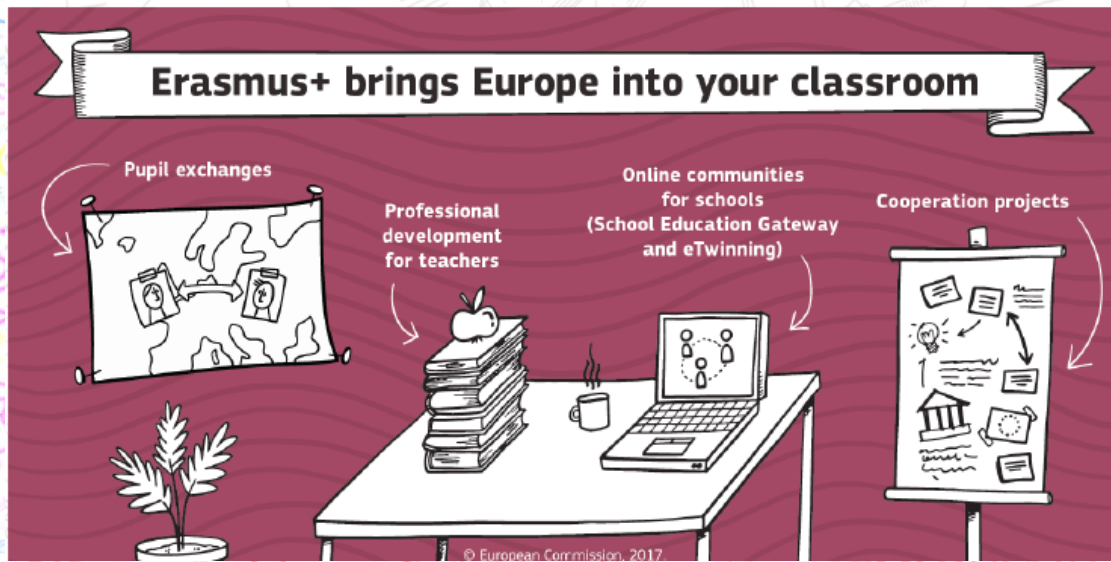 Erasmus+ brings Europe into your classroom
Pupil exchanges
Professional
development
for teachers
Online communities
for schools
(School Education Gateway
and eTwinning)
Cooperation projects
© European Commission, 2017.